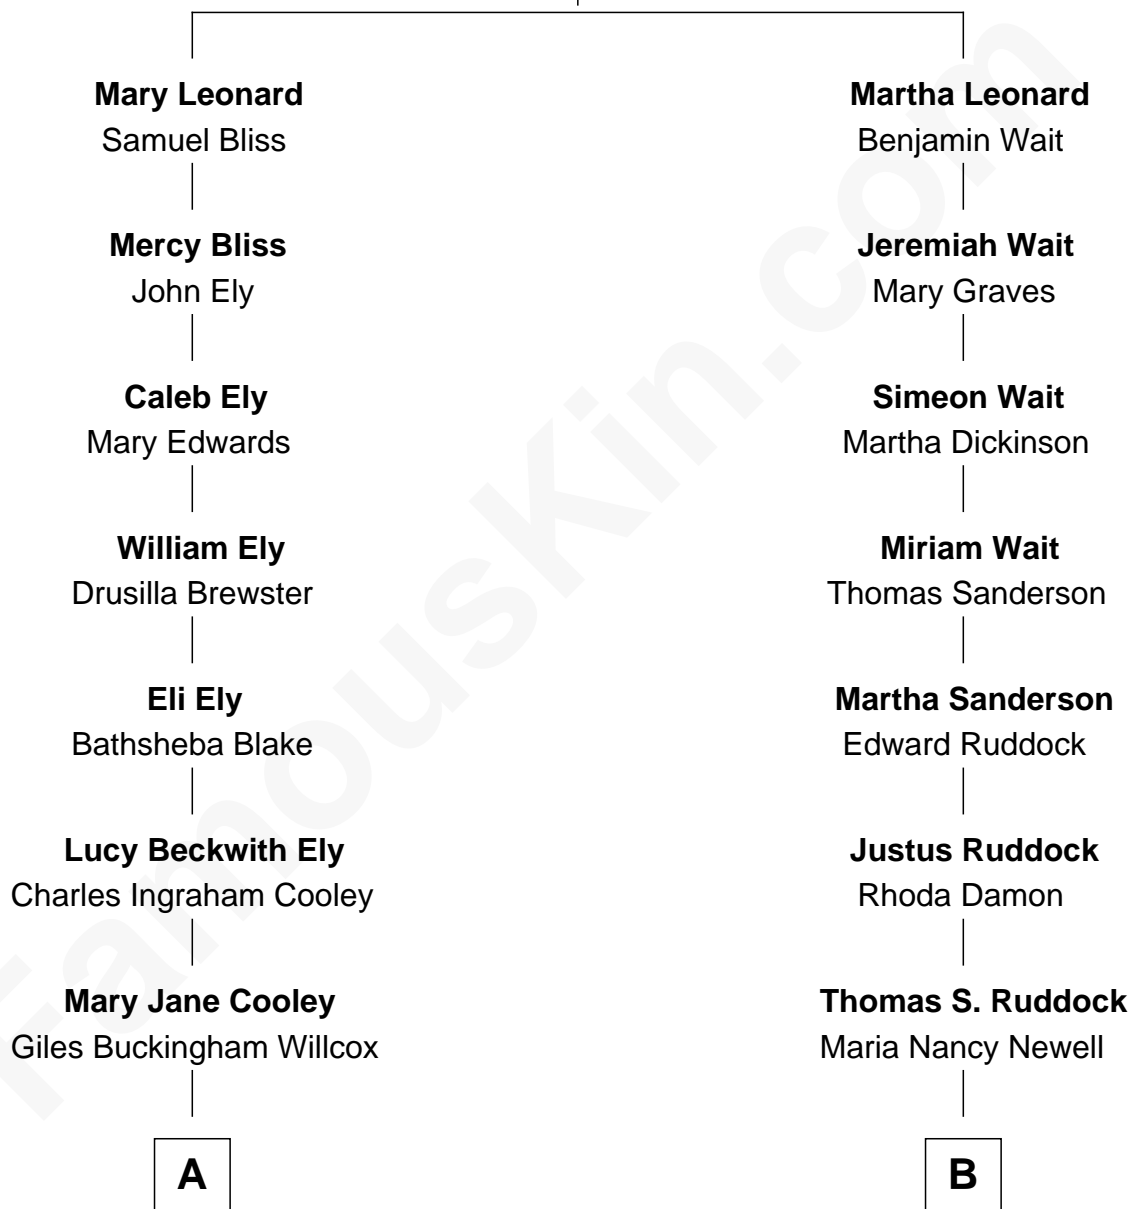 Mary Leonard
Samuel Bliss
Mercy Bliss
John Ely
Caleb Ely
Mary Edwards
William Ely
Drusilla Brewster
Eli Ely
Bathsheba Blake
Lucy Beckwith Ely
Charles Ingraham Cooley
Mary Jane Cooley
Giles Buckingham Willcox
A
Martha Leonard
Benjamin Wait
Jeremiah Wait
Mary Graves
Simeon Wait
Martha Dickinson
Miriam Wait
Thomas Sanderson
Martha Sanderson
Edward Ruddock
Justus Ruddock
Rhoda Damon
Thomas S. Ruddock
Maria Nancy Newell
B
FamousKin.com